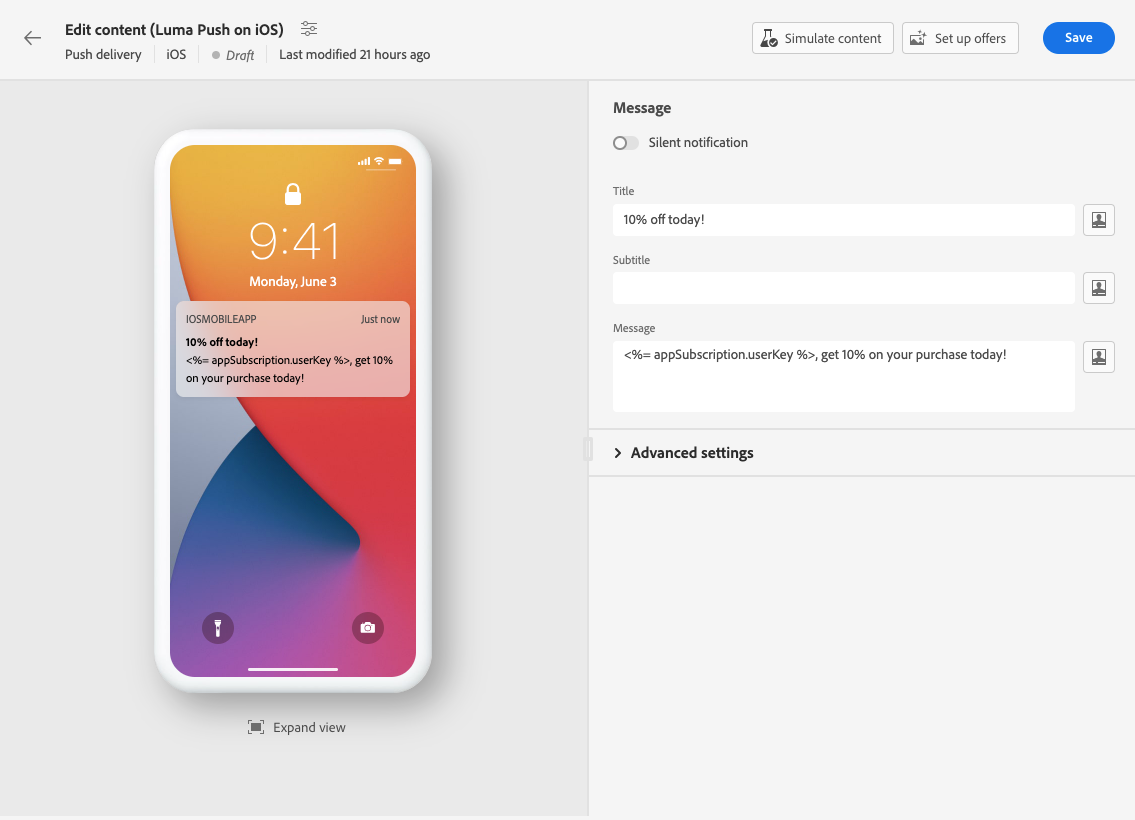 Edit content (Luma Push on iOS)
Push delivery iOS Draft Last modified 21 hours ago
Simulate content
Set up offers
Save
9:41
Monday, June 3
IOSMOBILEAPP Just now
10% off today!
<%= appSubscription.userKey %>, get 10%
on your purchase today!
Expand view
Message
Silent notification
Title
10% off today!
Subtitle
Message
<%= appSubscription.userKey %>, get 10% on your purchase today!
Advanced settings